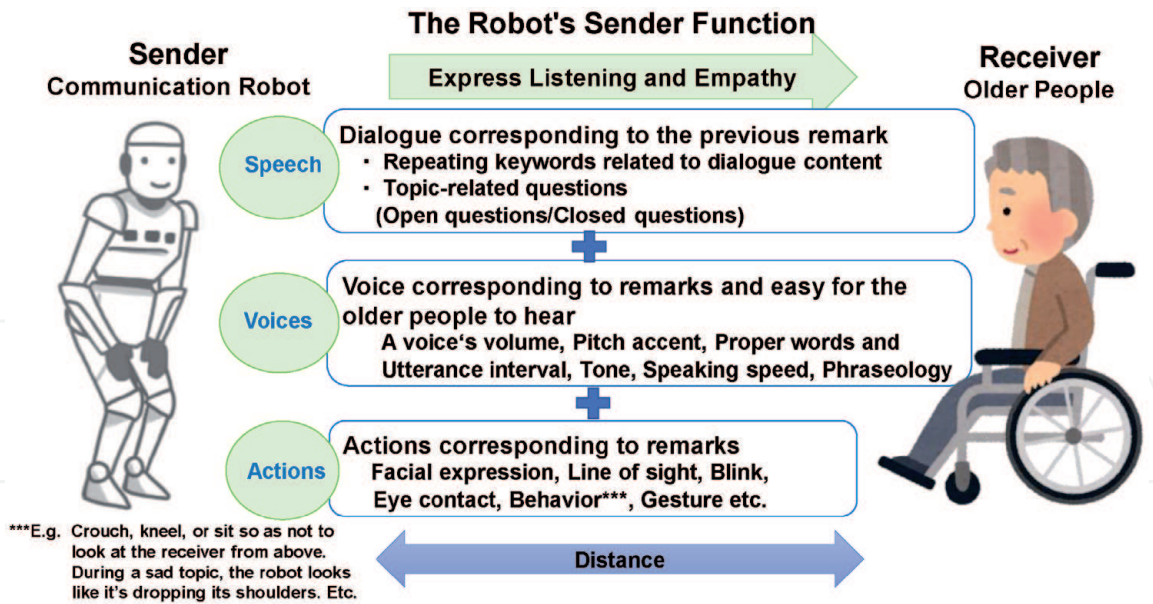 The Robot's Sender Function
Sender
Communication Robot
Express Listening and Empathy
Receiver
Older People
Speech
Dialogue corresponding to the previous remark
・ Repeating keywords related to dialogue content
・ Topic-related questions
(Open questions/Closed questions)
Voices
Voice corresponding to remarks and easy for the
older people to hear
A voice‘s volume, Pitch accent, Proper words and
Utterance interval, Tone, Speaking speed, Phraseology
Actions
Actions corresponding to remarks
Facial expression, Line of sight, Blink,
Eye contact, Behavior***, Gesture etc.
***E.g. Crouch, kneel, or sit so as not to
look at the receiver from above.
During a sad topic, the robot looks
like it's dropping its shoulders. Etc.
Distance